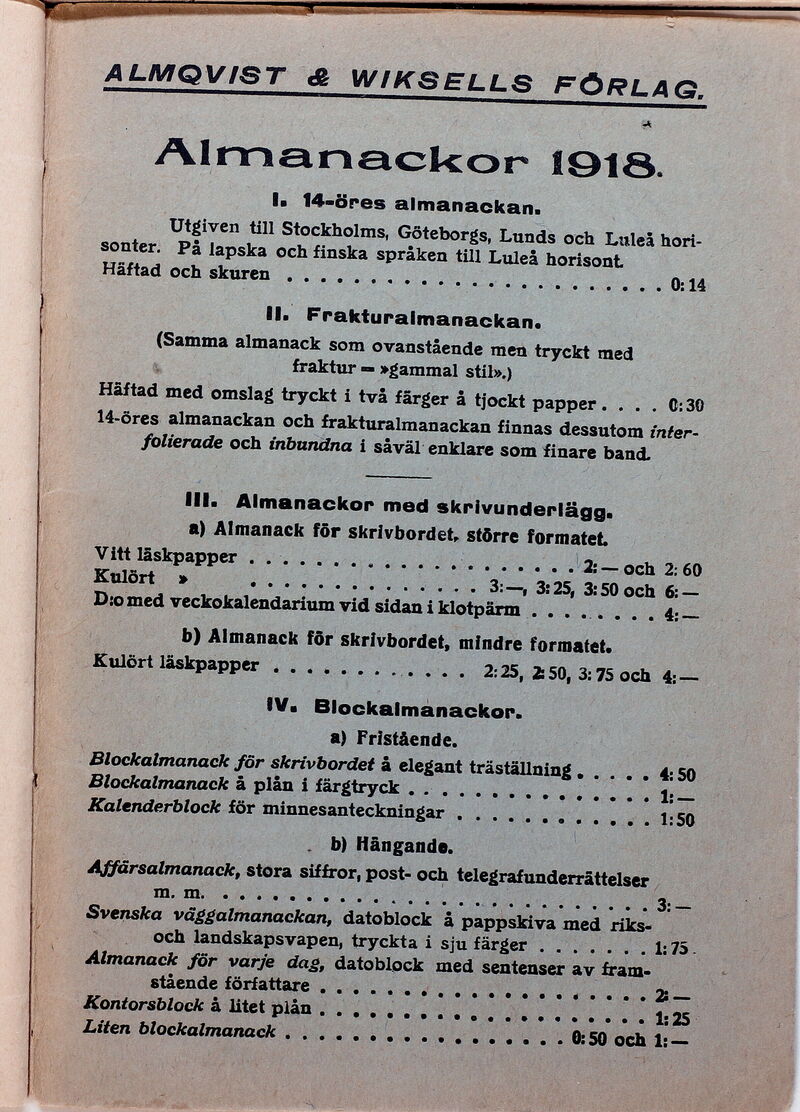 ALMQVIST & WIKSELLS FÖRLAG.
Almanackor 1918.
I. 14-öres almanackan.
Utgiven till Stockholms, Göteborgs, Lunds och Luleå hori-
sonter. På lapska och finska språken till Luleå horisont.
Häftad och skuren . . . . . . . . . . . . . . . . . . . . . . . 0:14
II. Frakturalmanackan.
(Samma almanack som ovanstående men tryckt med
fraktur = »gammal stil».)
Häftad med omslag tryckt i två färger å tjockt papper . . . . 0:30
14-öres almanackan och frakturalmanackan finnas dessutom inter-
folierade och inbundna i såväl enklare som finare band.
III. Almanackor med skrivunderlägg.
a) Almanack för skrivbordet, större formatet.
Vitt läskpapper . . . . . . . . . . . . . . . . . . . . 2:— och 2:60
Kulört » . . . . . . . . . . . . . . 3:—, 3:25, 3:50 och 6:—
D:o med veckokalendarium vid sidan i klotpärm . . . . . . . . 4:—
b) Almanack för skrivbordet, mindre formatet.
Kulört läskpapper . . . . . . . . . . . . 2:25, 2:50, 3:75 och 4:—
IV. Blockalmanackor.
a) Fristående.
Blockalmanack för skrivbordet å elegant träställning . . . . . 4:50
Blockalmanack å plån i färgtryck . . . . . . . . . . . . . . . 1:—
Kalenderblock för minnesanteckningar . . . . . . . . . . . . 1:50
b) Hängande.
Affärsalmanack, stora siffror, post- och telegrafunderrättelser
m. m. . . . . . . . . . . . . . . . . . . . . . . . . . . . 3:—
Svenska väggalmanackan, datoblock å pappskiva med riks-
och landskapsvapen, tryckta i sju färger . . . . . . . 1:75
Almanack för varje dag, datoblock med sentenser av fram-
stående författare . . . . . . . . . . . . . . . . . . . . 2:—
Kontorsblock å litet plån . . . . . . . . . . . . . . . . . . . . 1:25
Liten blockalmanack . . . . . . . . . . . . . . . . . 0:50 och 1:—